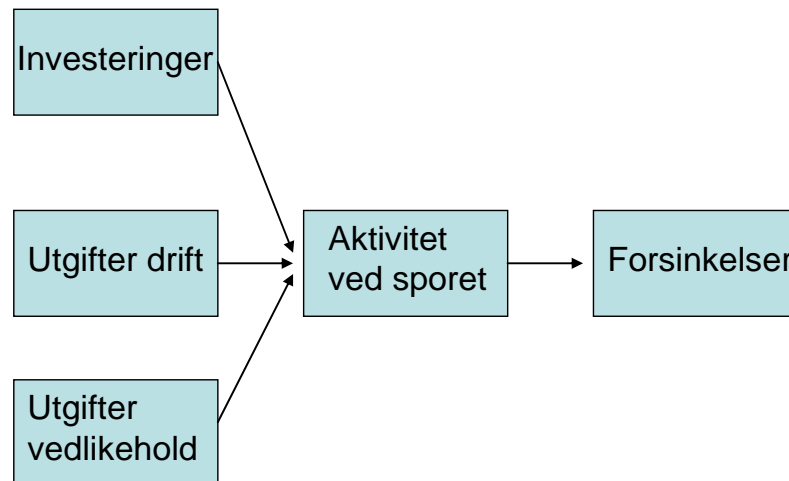 Investeringer
Utgifter drift
Aktivitet
ved sporet
Forsinkelser
Utgifter
vedlikehold